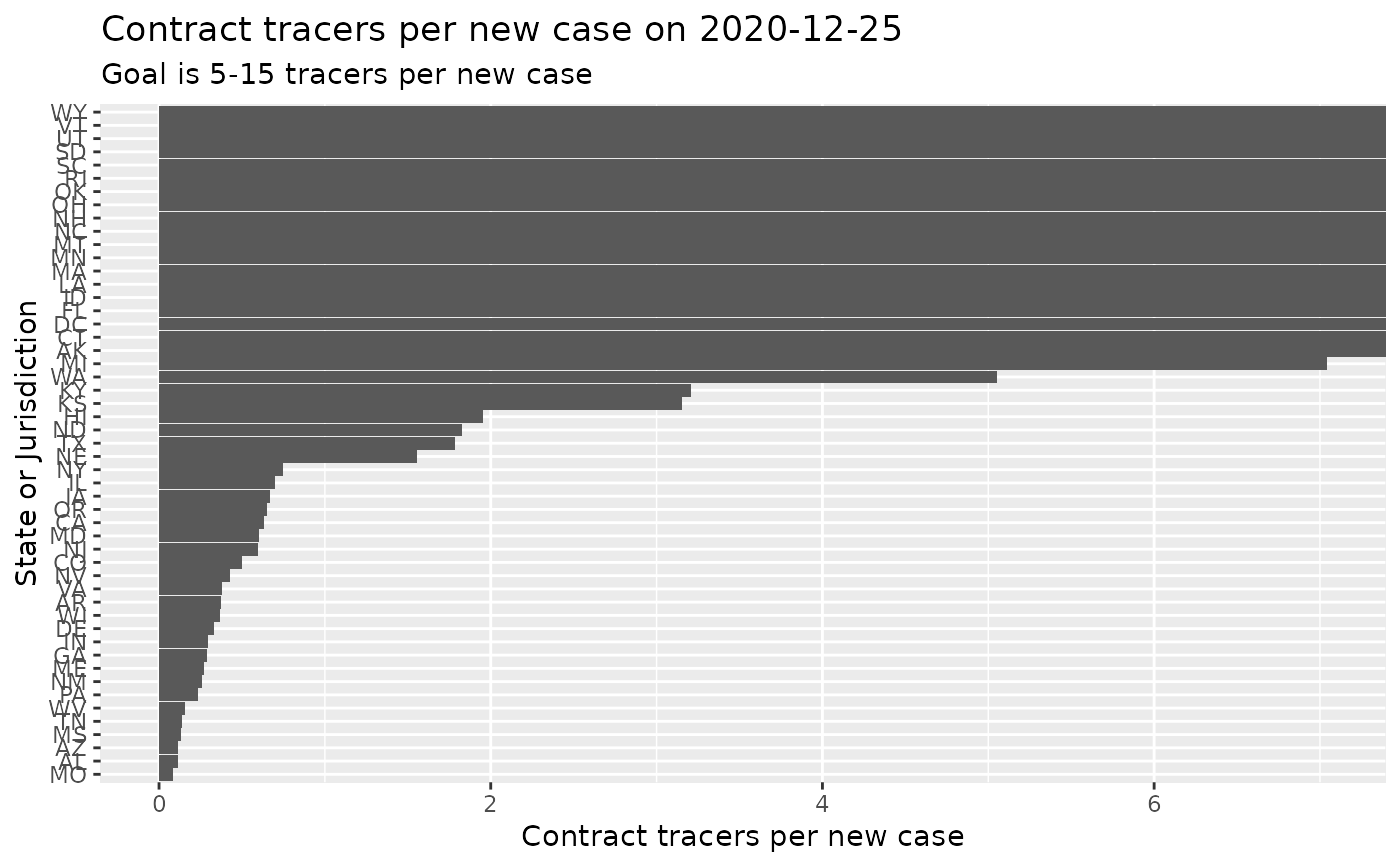 Contract tracers per new case on 2020-12-25
Goal is 5-15 tracers per new case
State or Jurisdiction
WY
VT
UT
SD
SC
RI
OK
OH
NH
NC
MT
MN
MA
LA
ID
FL
DC
CT
AK
MI
WA
KY
KS
HI
ND
TX
NE
NY
IL
IA
OR
CA
MD
NJ
CO
NV
VA
AR
WI
DE
IN
GA
ME
NM
PA
WV
TN
MS
AZ
AL
MO
0 2 4 6
Contract tracers per new case